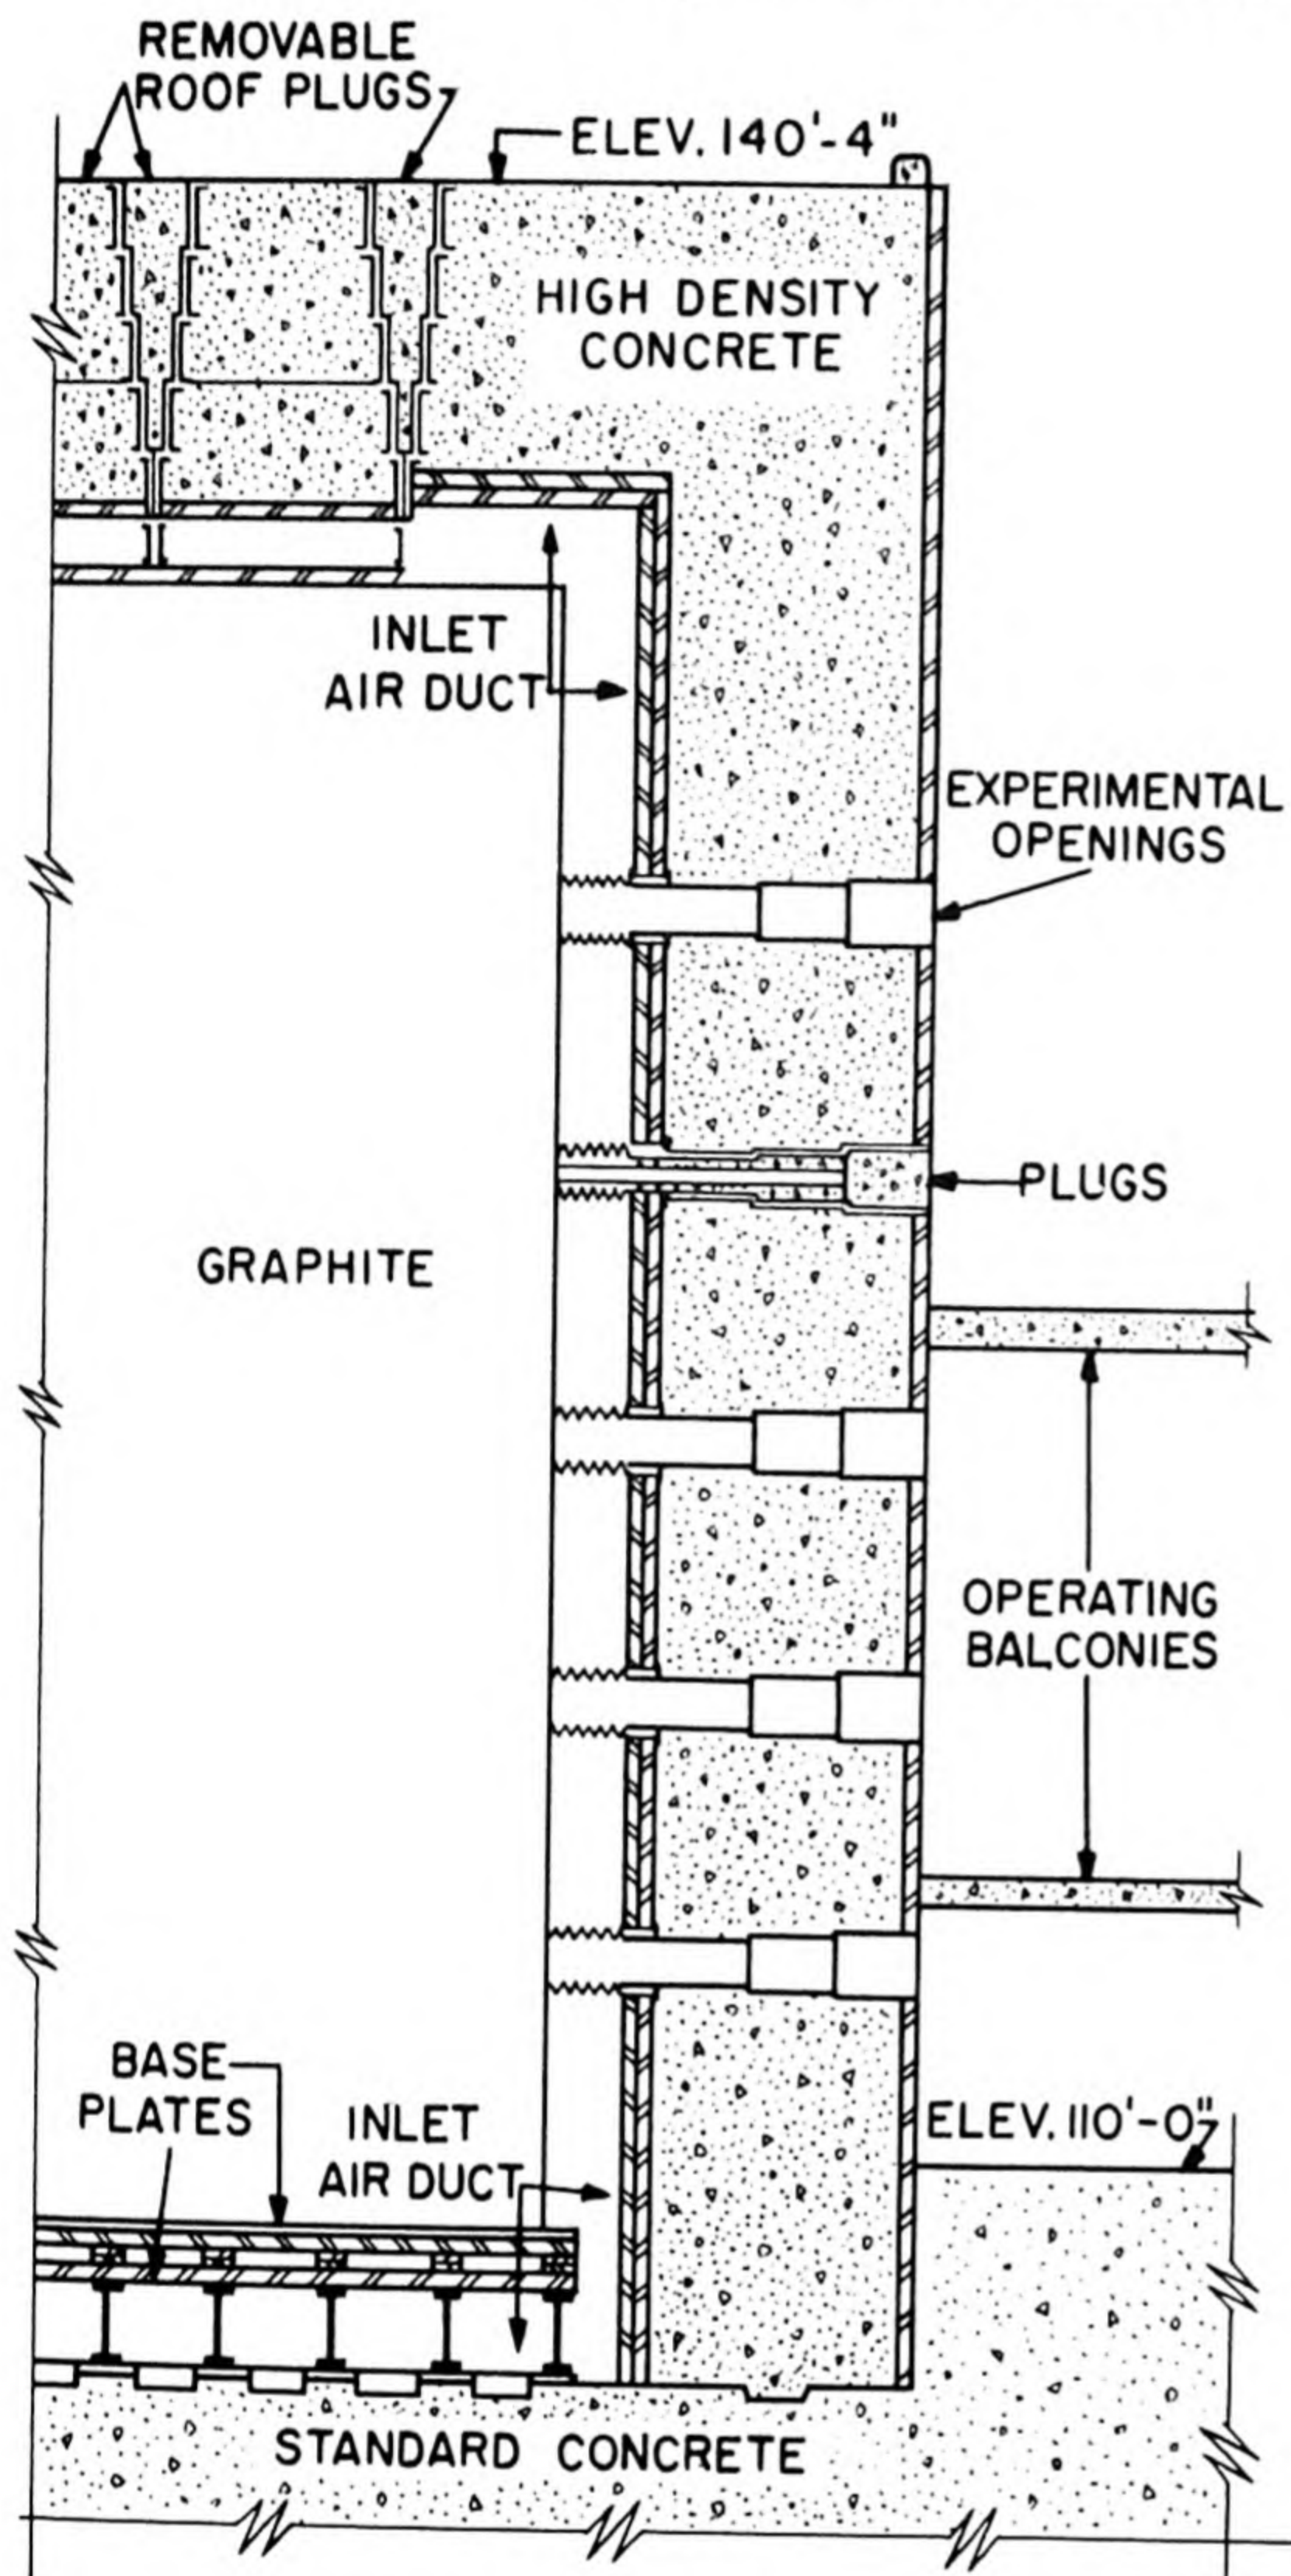 REMOVABLE
ROOF PLUGS
ELEV. 140'-4"
HIGH DENSITY
CONCRETE
INLET
AIR DUCT
EXPERIMENTAL
OPENINGS
PLUGS
GRAPHITE
OPERATING
BALCONIES
BASE
PLATES
INLET
AIR DUCT
ELEV. 110'-0"
STANDARD CONCRETE